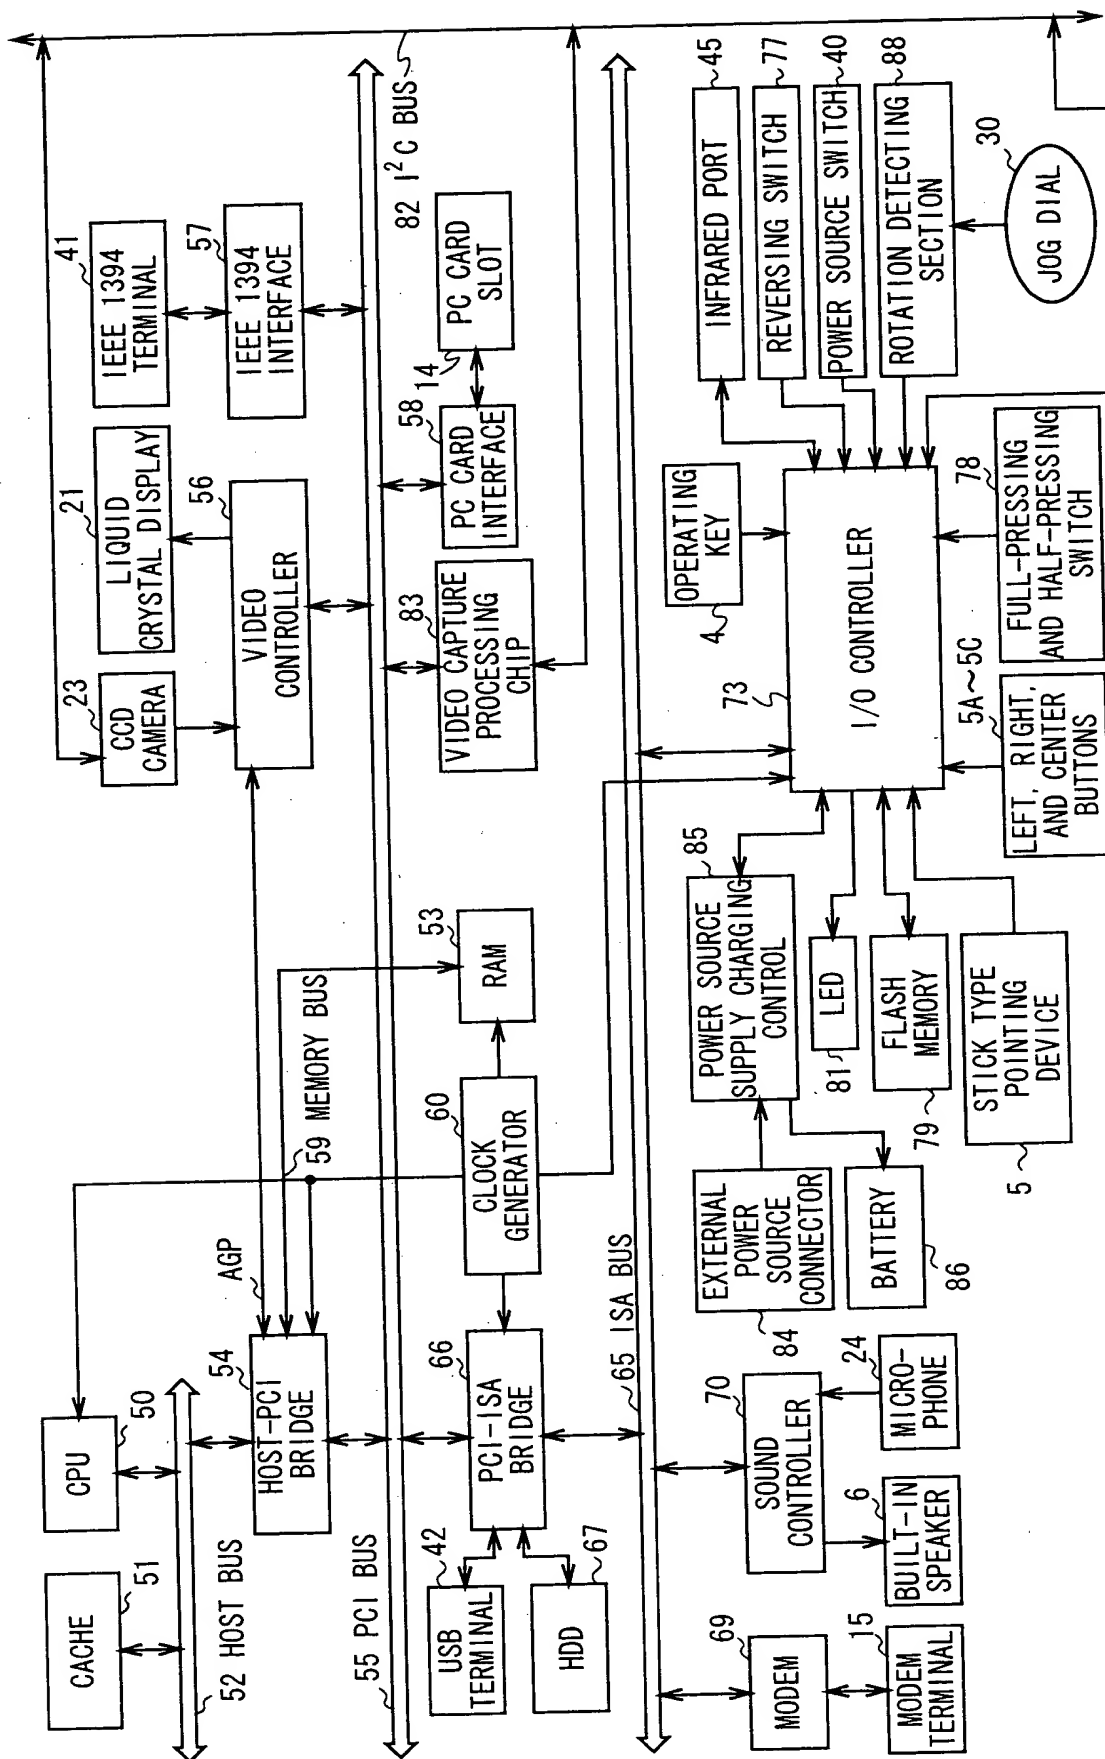 CACHE
51
CPU
50
52 HOST BUS
HOST-PCI
BRIDGE
54
AGP
59 MEMORY BUS
CCD
CAMERA
23
LIQUID
CRYSTAL DISPLAY
21
IEEE 1394
TERMINAL
41
VIDEO
CONTROLLER
56
IEEE 1394
INTERFACE
57
82 I²C BUS
55 PCI BUS
USB
TERMINAL
42
HDD
67
PCI-ISA
BRIDGE
66
CLOCK
GENERATOR
60
RAM
53
VIDEO CAPTURE
PROCESSING
CHIP
83
PC CARD
INTERFACE
58
PC CARD
SLOT
14
65 ISA BUS
MODEM
69
MODEM
TERMINAL
15
SOUND
CONTROLLER
70
BUILT-IN
SPEAKER
6
MICRO-
PHONE
24
EXTERNAL
POWER
SOURCE
CONNECTOR
84
BATTERY
86
POWER SOURCE
SUPPLY CHARGING
CONTROL
85
LED
81
FLASH
MEMORY
79
STICK TYPE
POINTING
DEVICE
5
OPERATING
KEY
4
I/O CONTROLLER
73
LEFT, RIGHT,
AND CENTER
BUTTONS
5A~5C
FULL-PRESSING
AND HALF-PRESSING
SWITCH
78
INFRARED PORT
45
REVERSING SWITCH
77
POWER SOURCE SWITCH
40
ROTATION DETECTING
SECTION
88
JOG DIAL
30